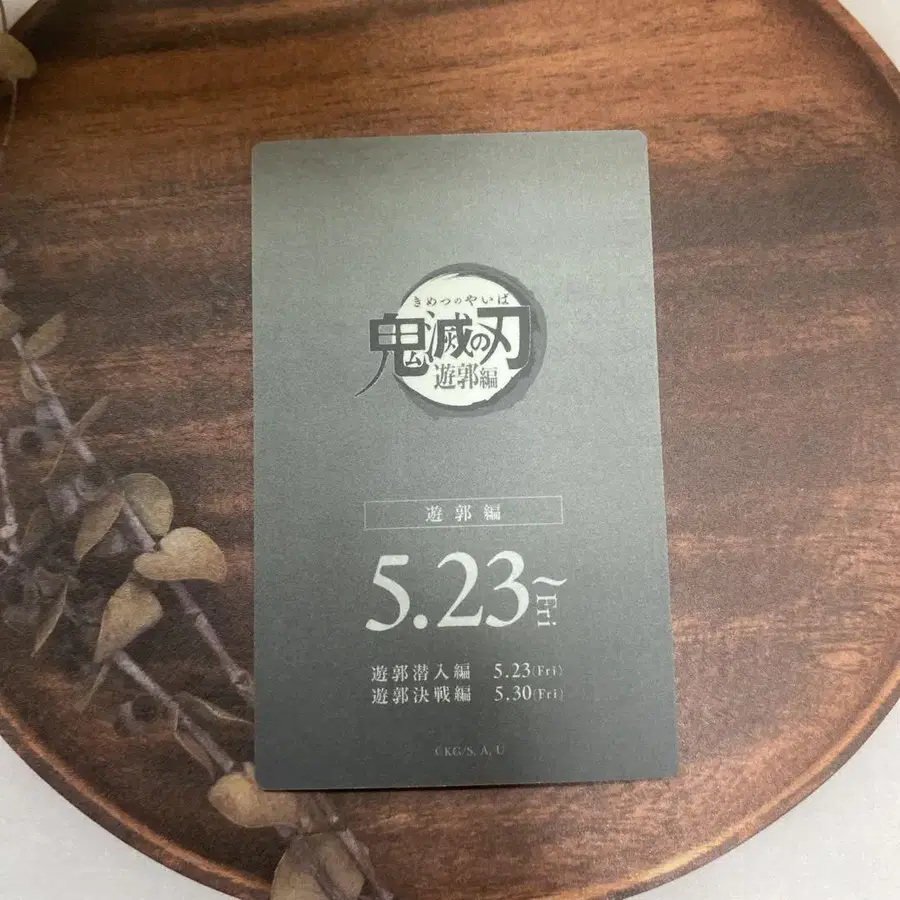 きめつのやいば
鬼滅の刃
遊郭編
遊郭編
5.23~Fri
遊郭潜入編 5.23(Fri)
遊郭決戦編 5.30(Fri)
©KG/S, A, U